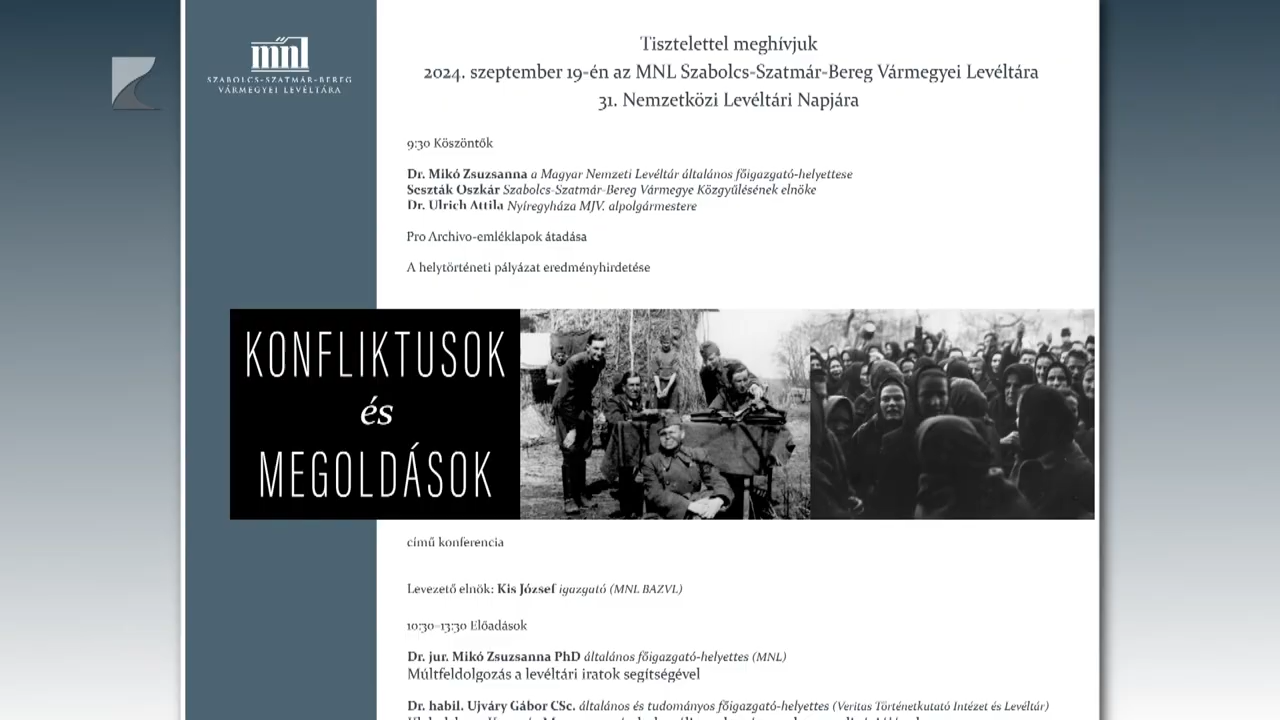 mnl
SZABOLCS-SZATMÁR-BEREG
VÁRMEGYEI LEVÉLTÁRA
Tisztelettel meghívjuk
2024. szeptember 19-én az MNL Szabolcs-Szatmár-Bereg Vármegyei Levéltára
31. Nemzetközi Levéltári Napjára
9:30 Köszöntők
Dr. Mikó Zsuzsanna a Magyar Nemzeti Levéltár általános főigazgató-helyettese
Seszták Oszkár Szabolcs-Szatmár-Bereg Vármegye Közgyűlésének elnöke
Dr. Ulrich Attila Nyíregyháza MJV. alpolgármestere
Pro Archivo-emléklapok átadása
A helytörténeti pályázat eredményhirdetése
KONFLIKTUSOK
és
MEGOLDÁSOK
című konferencia
Levezető elnök: Kis József igazgató (MNL BAZVL)
10:30–13:30 Előadások
Dr. jur. Mikó Zsuzsanna PhD általános főigazgató-helyettes (MNL)
Múltfeldolgozás a levéltári iratok segítségével
Dr. habil. Ujváry Gábor CSc. általános és tudományos főigazgató-helyettes (Veritas Történetkutató Intézet és Levéltár)